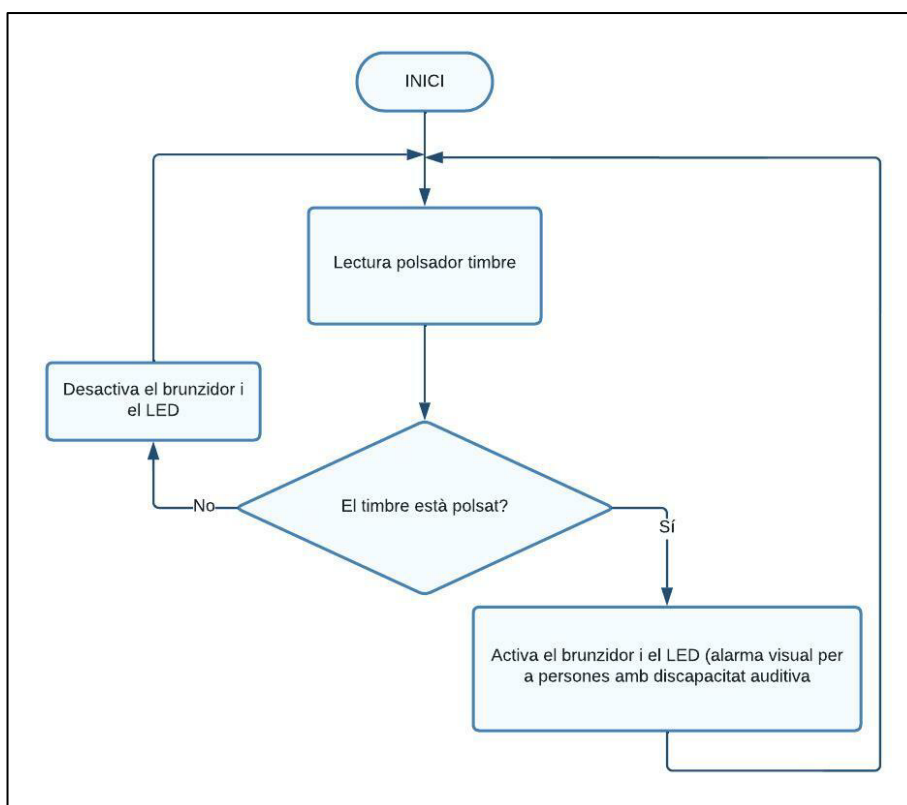 INICI
Lectura polsador timbre
Desactiva el brunzidor i
el LED
El timbre està polsat?
No
Sí
Activa el brunzidor i el LED (alarma visual per
a persones amb discapacitat auditiva